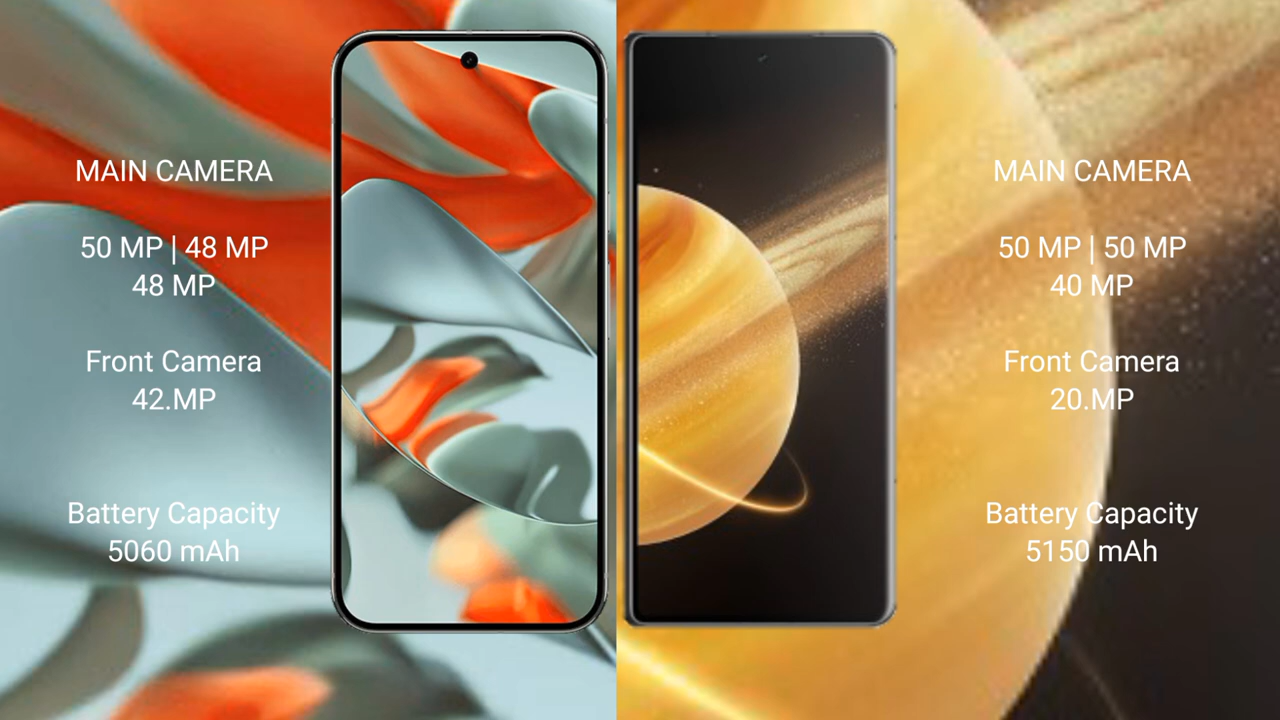 MAIN CAMERA
50 MP | 48 MP
48 MP
Front Camera
42.MP
Battery Capacity
5060 mAh
MAIN CAMERA
50 MP | 50 MP
40 MP
Front Camera
20.MP
Battery Capacity
5150 mAh